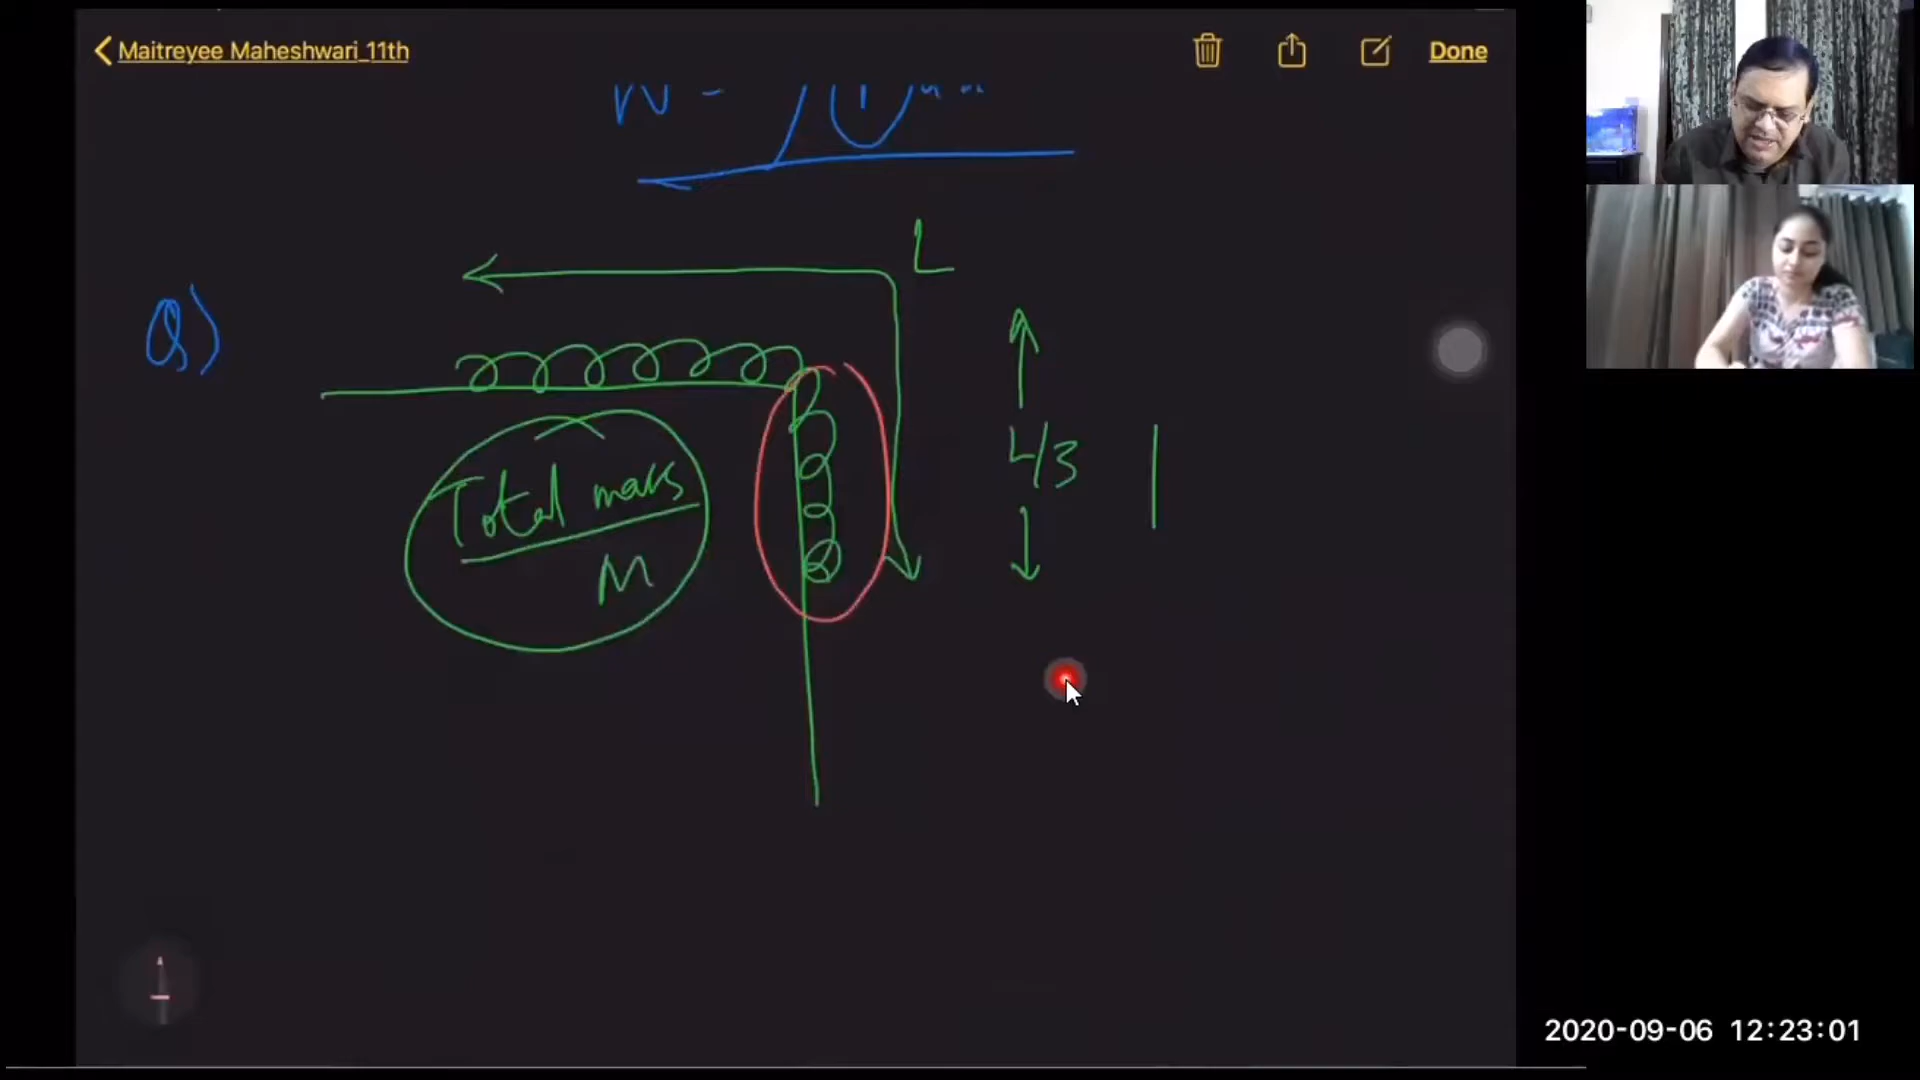 Maitreyee Maheshwari_11th
Done
L
Q)
L/3
Total mass
M
2020-09-06 12:23:01